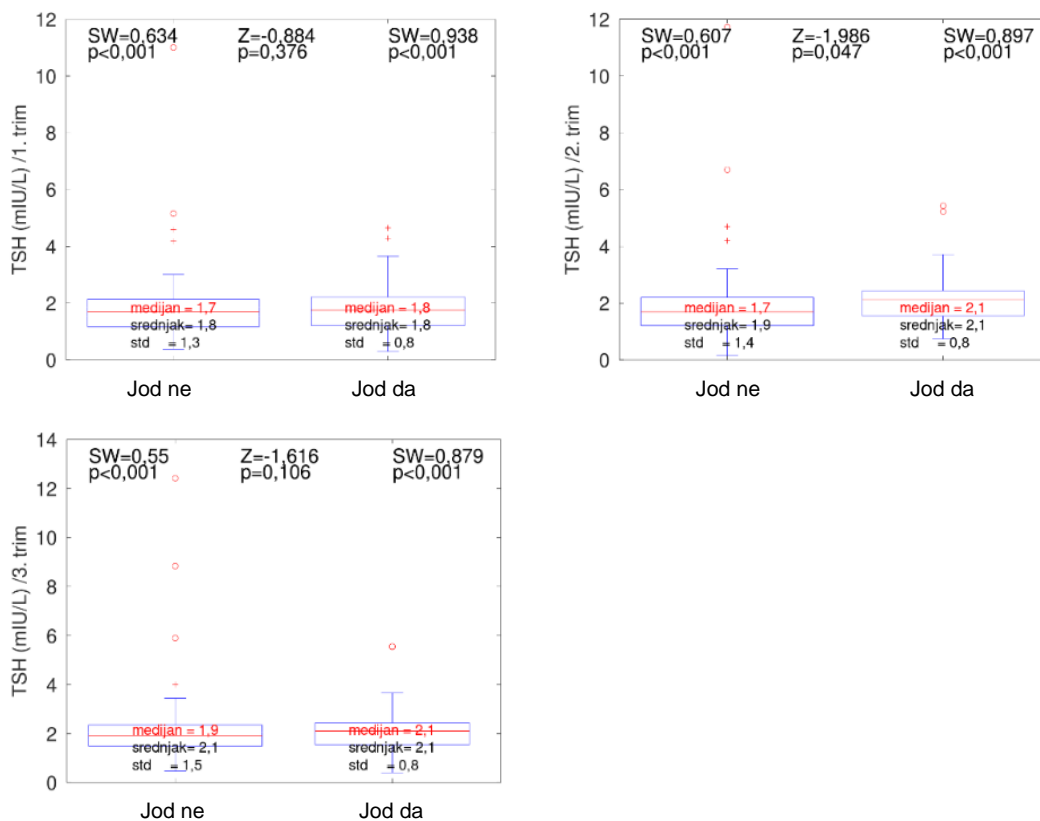 12
10
8
6
4
2
0
TSH (mIU/L) /1. trim
SW=0,634 Z=-0,884 SW=0,938
p<0,001 p=0,376 p<0,001
medijan = 1,7 medijan = 1,8
srednjak= 1,8 srednjak= 1,8
std = 1,3 std = 0,8
Jod ne Jod da
12
10
8
6
4
2
0
TSH (mIU/L) /2. trim
SW=0,607 Z=-1,986 SW=0,897
p<0,001 p=0,047 p<0,001
medijan = 1,7 medijan = 2,1
srednjak= 1,9 srednjak= 2,1
std = 1,4 std = 0,8
Jod ne Jod da
14
12
10
8
6
4
2
0
TSH (mIU/L) /3. trim
SW=0,55 Z=-1,616 SW=0,879
p<0,001 p=0,106 p<0,001
medijan = 1,9 medijan = 2,1
srednjak= 2,1 srednjak= 2,1
std = 1,5 std = 0,8
Jod ne Jod da